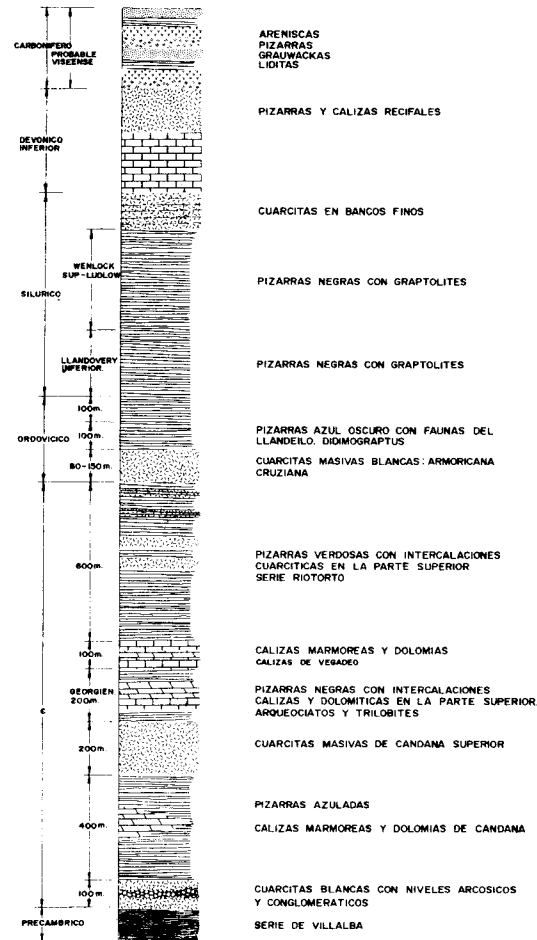 CARBONIFERO
PROBABLE
VISEENSE
ARENISCAS
PIZARRAS
GRAUWACKAS
LIDITAS
DEVONICO
INFERIOR
PIZARRAS Y CALIZAS RECIFALES
SILURICO
CUARCITAS EN BANCOS FINOS
WENLOCK
SUP-LUDLOW
PIZARRAS NEGRAS CON GRAPTOLITES
LLANDOVERY
INFERIOR.
PIZARRAS NEGRAS CON GRAPTOLITES
ORDOVICICO
100m.
100m.
PIZARRAS AZUL OSCURO CON FAUNAS DEL
LLANDEILO. DIDIMOGRAPTUS
80-150m.
CUARCITAS MASIVAS BLANCAS: ARMORICANA
CRUZIANA
600m.
PIZARRAS VERDOSAS CON INTERCALACIONES
CUARCITICAS EN LA PARTE SUPERIOR
SERIE RIOTORTO
100m.
CALIZAS MARMOREAS Y DOLOMIAS
CALIZAS DE VEGADEO
GEORGIEN
200m.
PIZARRAS NEGRAS CON INTERCALACIONES
CALIZAS Y DOLOMITICAS EN LA PARTE SUPERIOR.
ARQUEOCIATOS Y TRILOBITES
200m.
CUARCITAS MASIVAS DE CANDANA SUPERIOR
400m.
PIZARRAS AZULADAS
CALIZAS MARMOREAS Y DOLOMIAS DE CANDANA
100m.
CUARCITAS BLANCAS CON NIVELES ARCOSICOS
Y CONGLOMERATICOS
PRECAMBRICO
SERIE DE VILLALBA